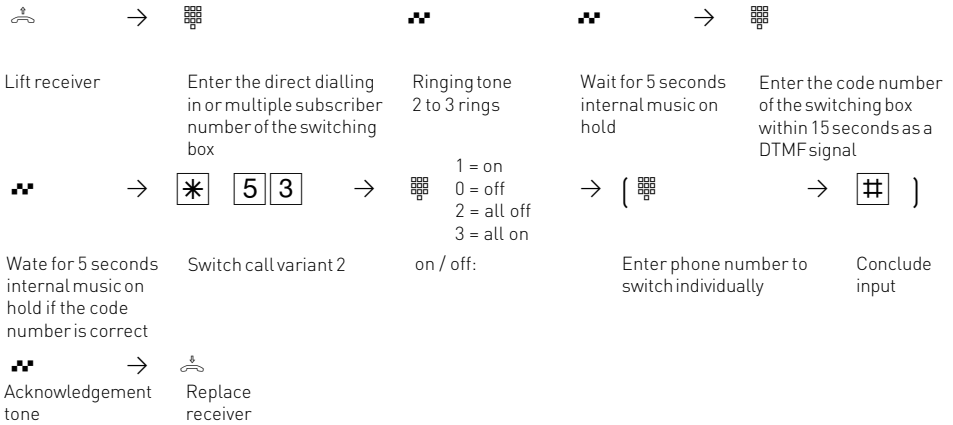 Lift receiver
Enter the direct dialling
in or multiple subscriber
number of the switching
box
Ringing tone
2 to 3 rings
Wait for 5 seconds
internal music on
hold
Enter the code number
of the switching box
within 15 seconds as a
DTMF signal
* 5 3
1 = on
0 = off
2 = all off
3 = all on
( # )
Wate for 5 seconds
internal music on
hold if the code
number is correct
Switch call variant 2
on / off:
Enter phone number to
switch individually
Conclude
input
Acknowledgement
tone
Replace
receiver